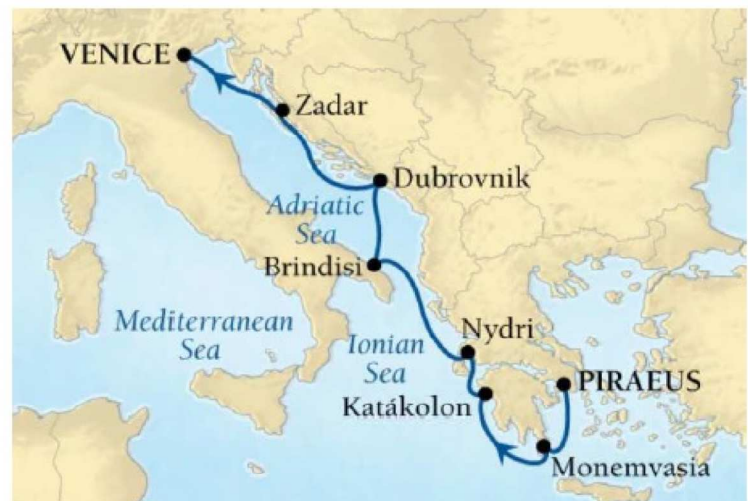 VENICE
Zadar
Dubrovnik
Adriatic
Sea
Brindisi
Mediterranean
Sea
Ionian
Sea
Nydri
Katákolon
PIRAEUS
Monemvasia